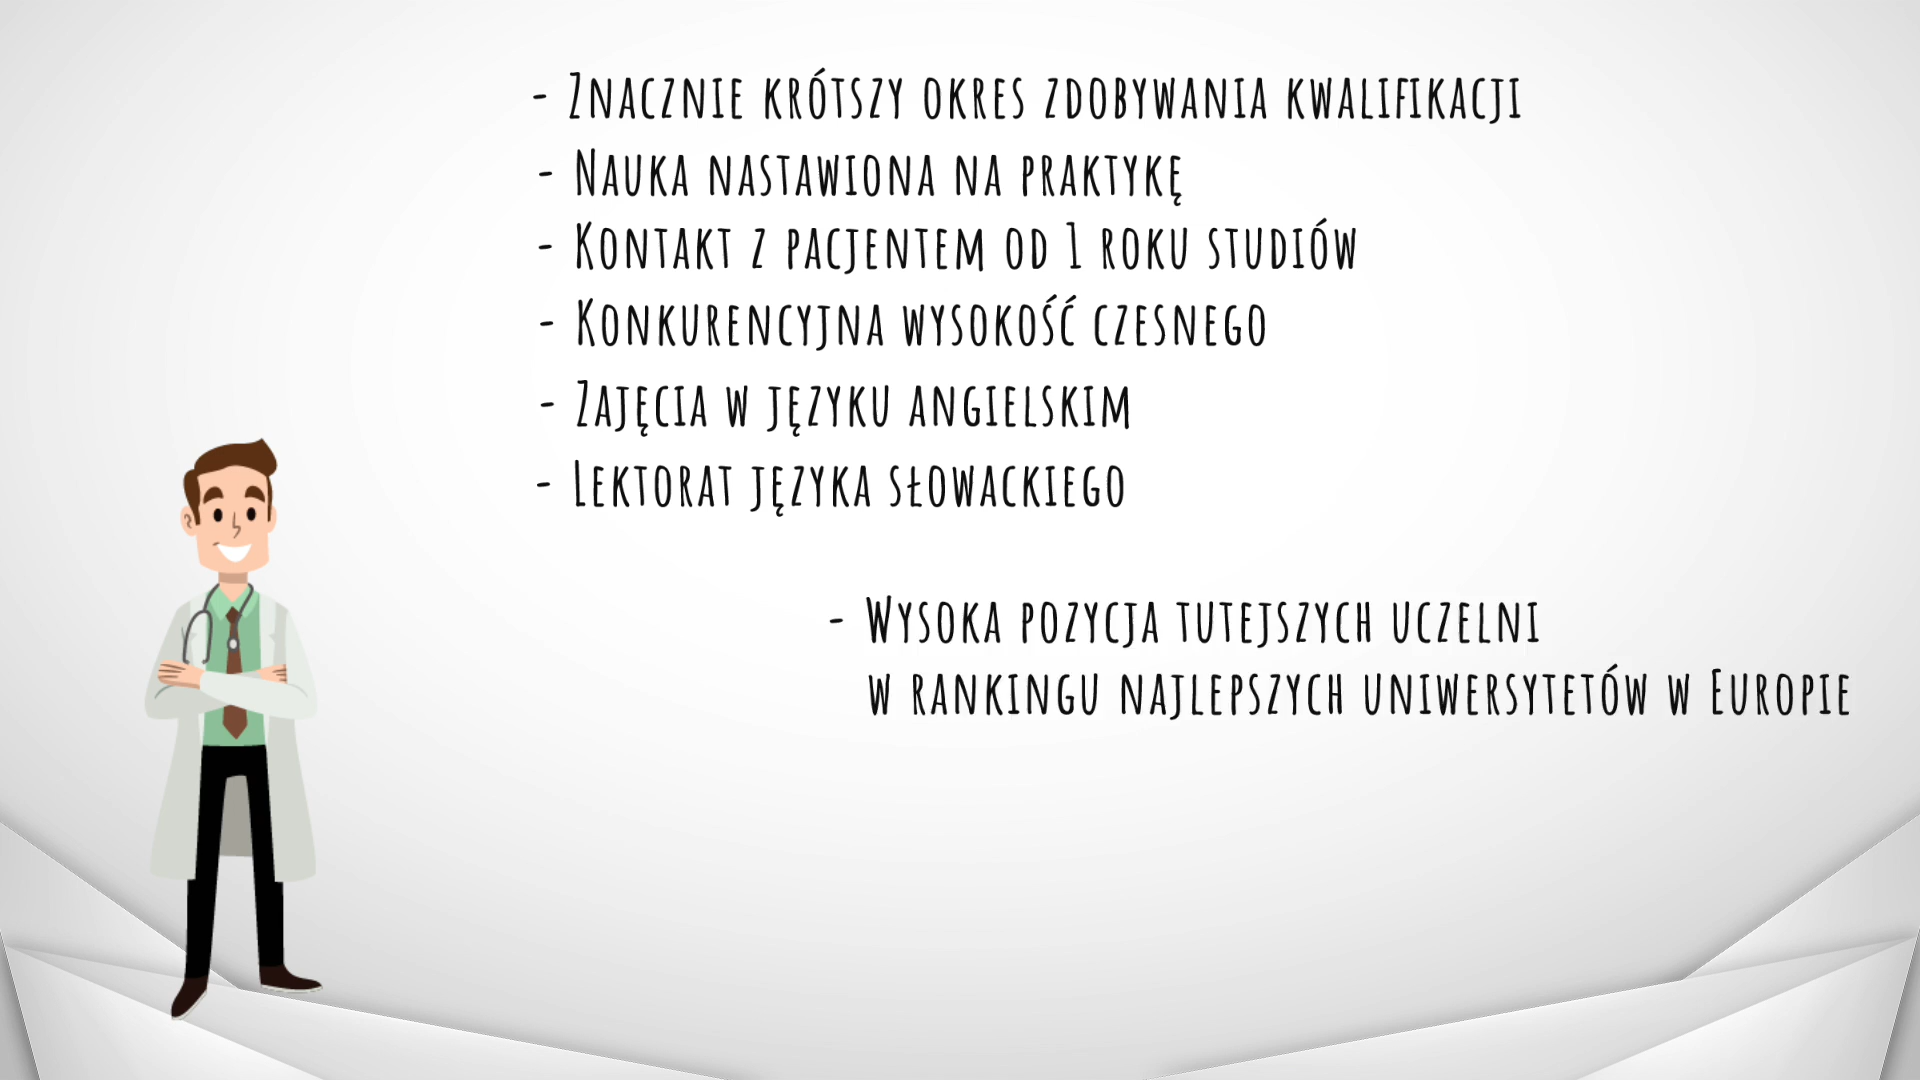 - Znacznie krótszy okres zdobywania kwalifikacji
- Nauka nastawiona na praktykę
- Kontakt z pacjentem od 1 roku studiów
- Konkurencyjna wysokość czesnego
- Zajęcia w języku angielskim
- Lektorat języka słowackiego
- Wysoka pozycja tutejszych uczelni
w rankingu najlepszych uniwersytetów w Europie